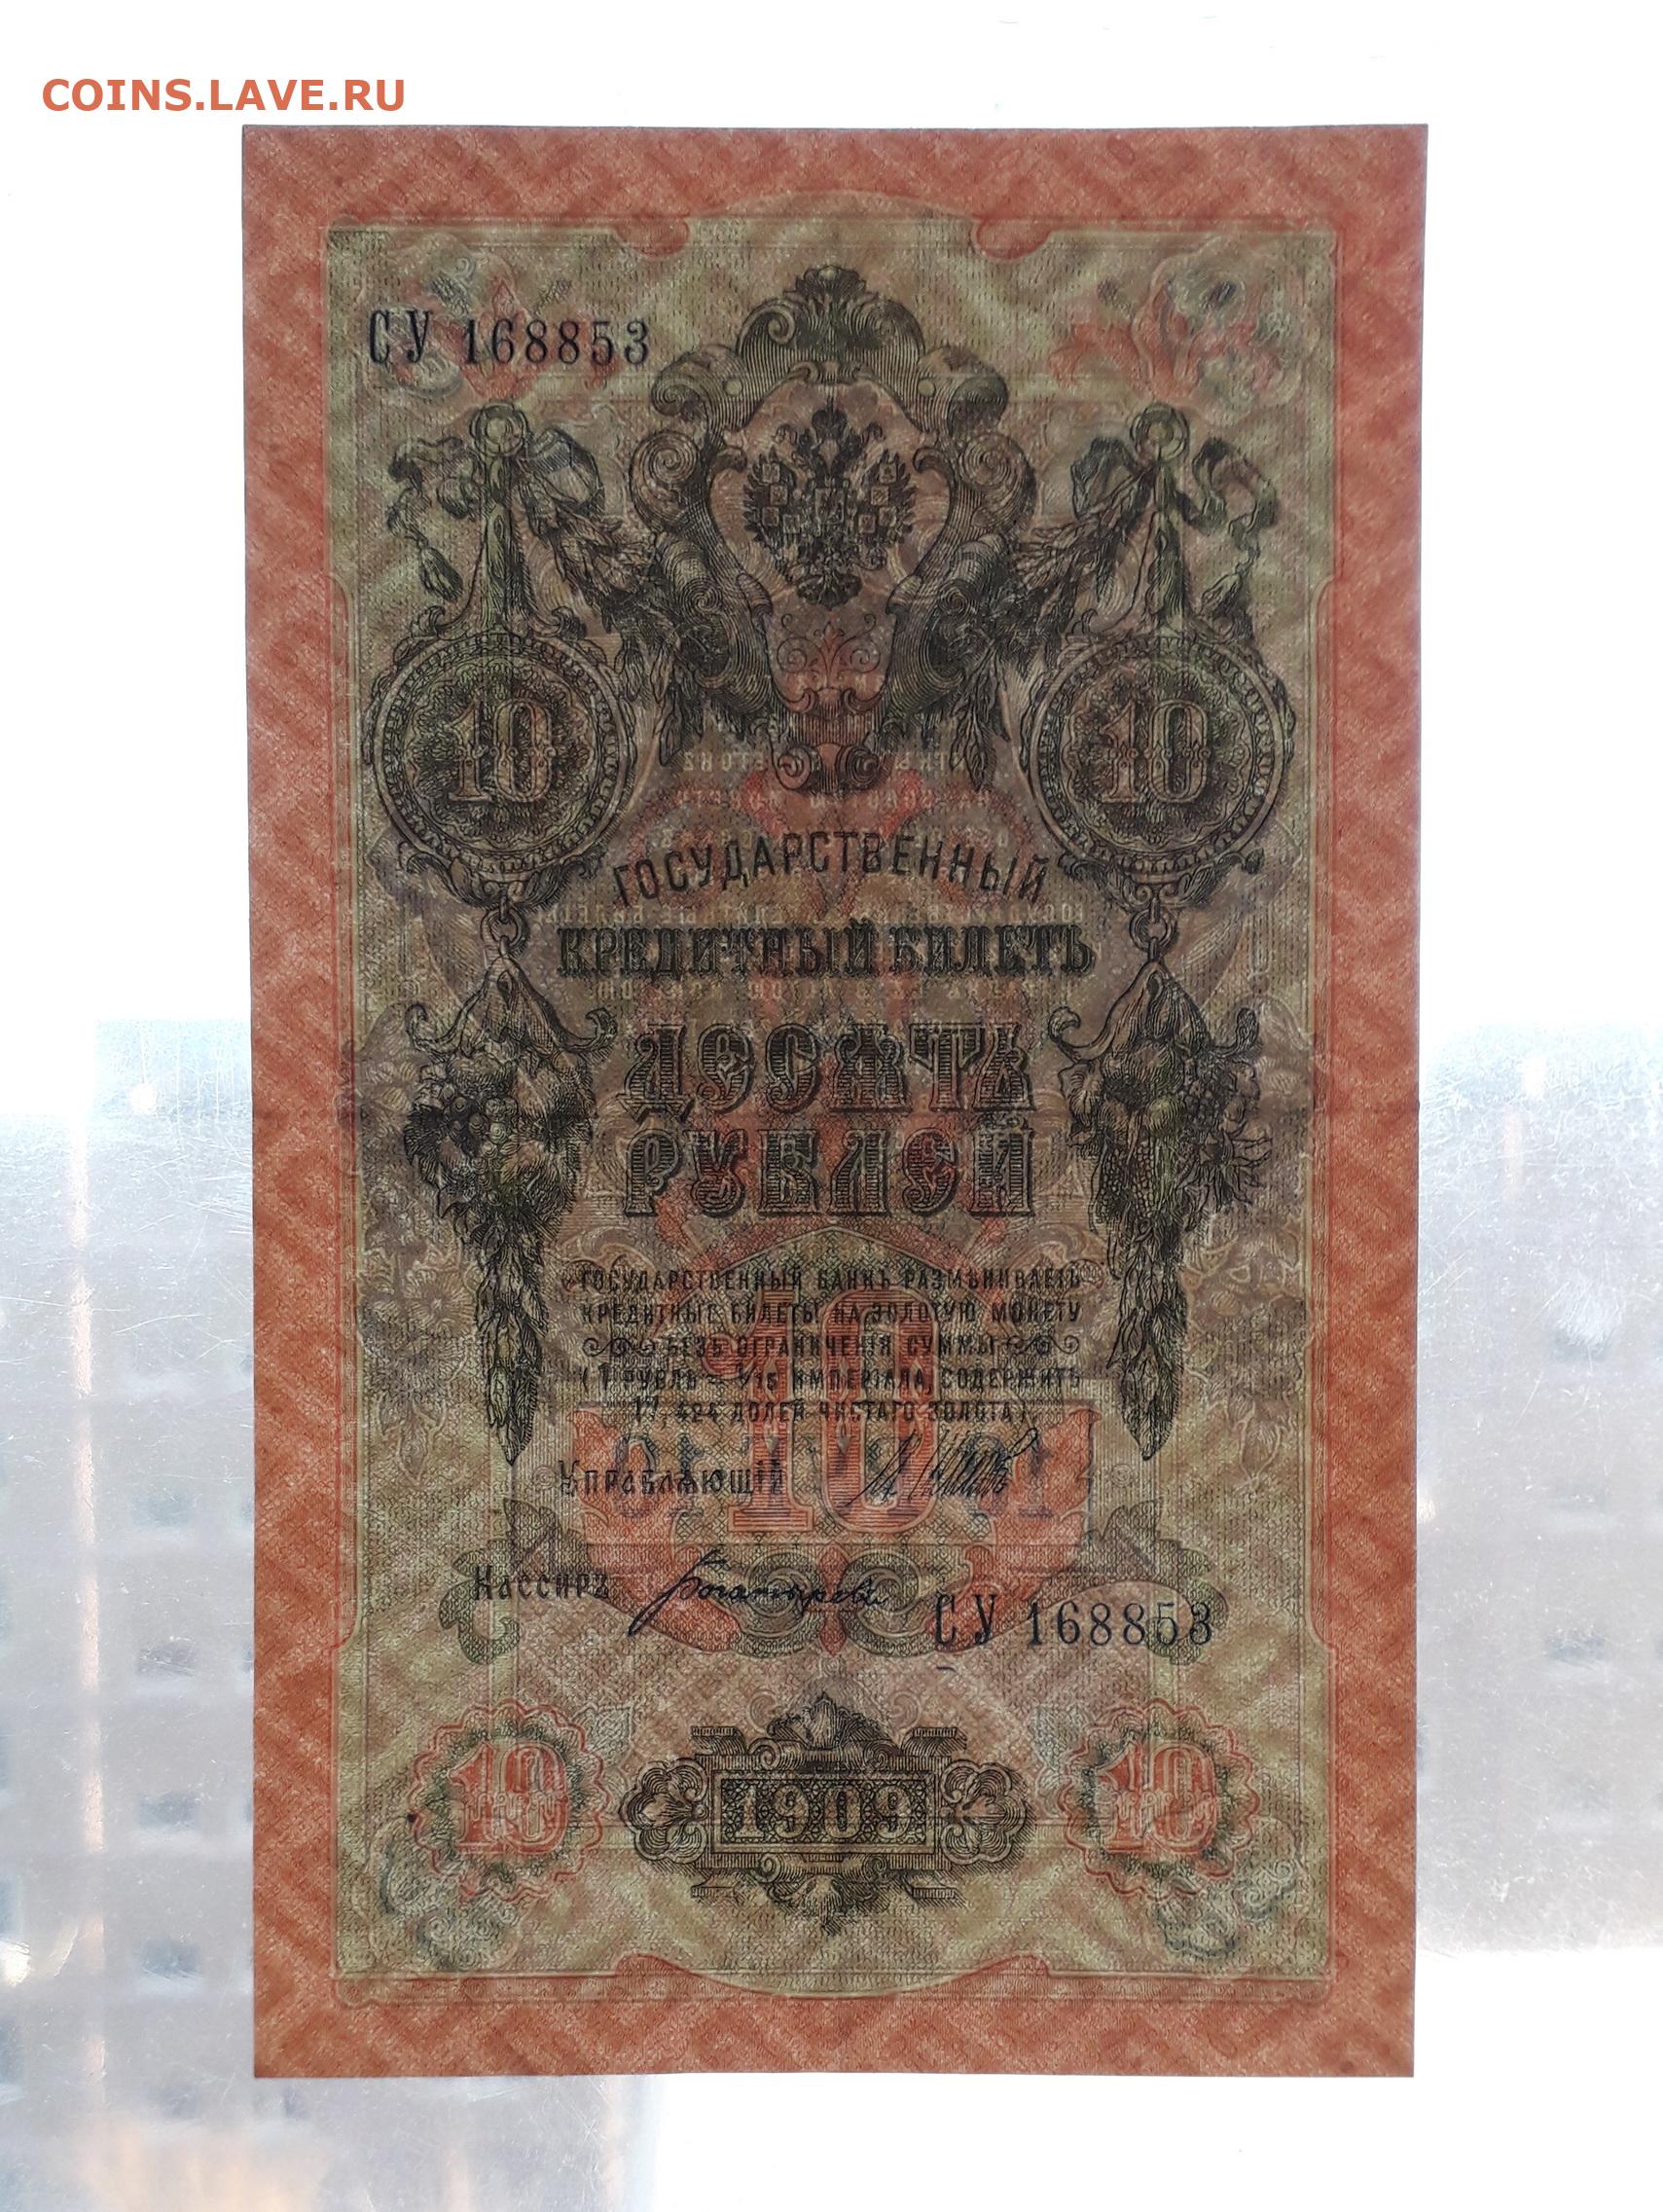 COINS.LAVE.RU
СУ 168853
10 10
ГОСУДАРСТВЕННЫЙ
КРЕДИТНЫЙ БИЛЕТЪ
ДЕСЯТЬ
РУБЛЕЙ
ГОСУДАРСТВЕННЫЙ БАНКЪ РАЗМѢНИВАЕТЪ
КРЕДИТНЫЕ БИЛЕТЫ НА ЗОЛОТУЮ МОНЕТУ
БЕЗЪ ОГРАНИЧЕНІЯ СУММЫ
(1 РУБЛЬ = 1/15 ИМПЕРІАЛА, СОДЕРЖИТЪ
17,424 ДОЛЕЙ ЧИСТАГО ЗОЛОТА).
10
Управляющій
Кассиръ
СУ 168853
10 1909 10